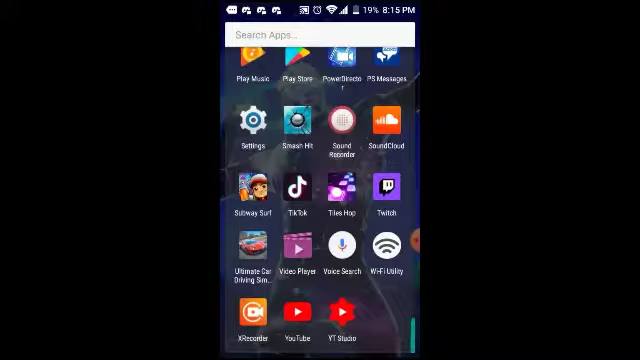 19% 8:15 PM
Search Apps...
Play Music Play Store PowerDirecto PS Messages
r
Settings Smash Hit Sound SoundCloud
Recorder
Subway Surf TikTok Tiles Hop Twitch
Ultimate Car Video Player Voice Search Wi-Fi Utility
Driving Sim...
XRecorder YouTube YT Studio